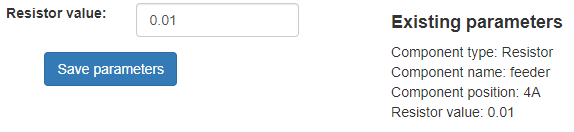 Resistor value:
0.01
Save parameters
Existing parameters
Component type: Resistor
Component name: feeder
Component position: 4A
Resistor value: 0.01